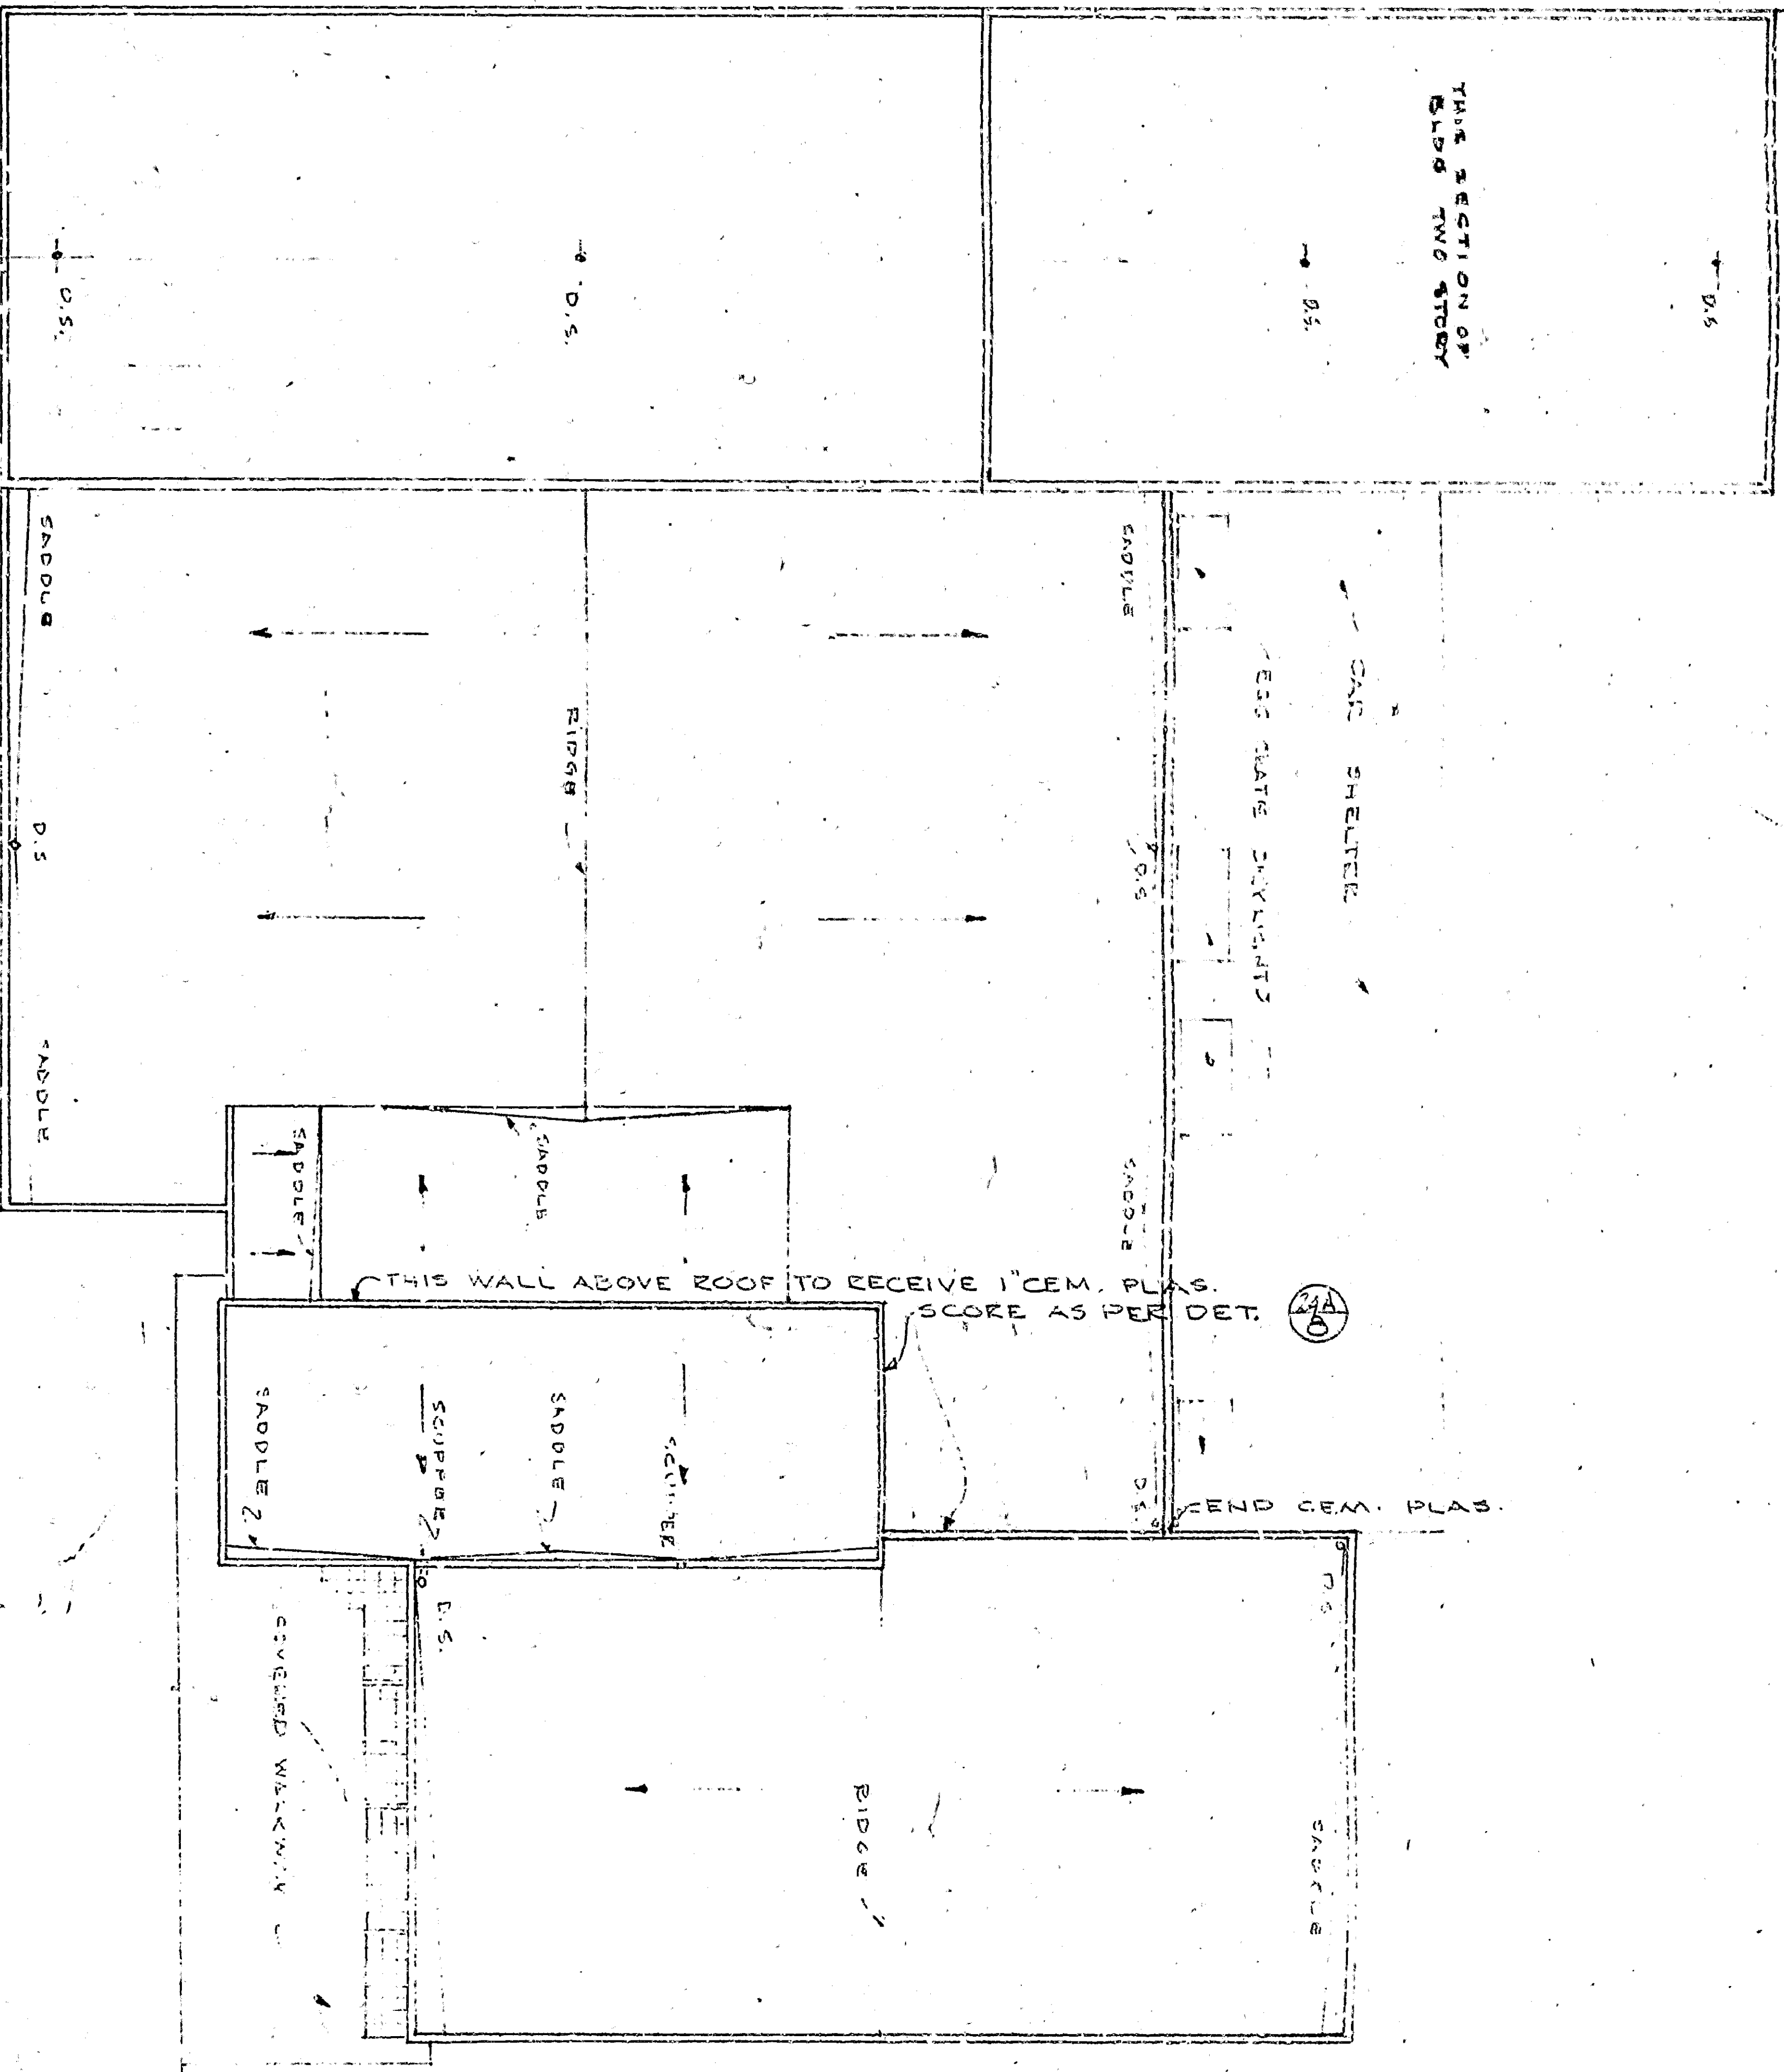 THIS SECTION OF
BLDG TWO STORY
D.S.
D.S.
D.S.
D.S.
SADDLE
D.S.
SADDLE
RIDGE
SADDLE
D.S.
SADDLE
CAR SHELTER
SADDLE
SADDLE
THIS WALL ABOVE ROOF TO RECEIVE 1" CEM. PLAS.
SCORE AS PER DET.
SADDLE
SCUPPER
SADDLE
SCUPPER
D.S.
END CEM. PLAS.
D.S.
D.S.
COVERED WALKWAY
RIDGE
SADDLE